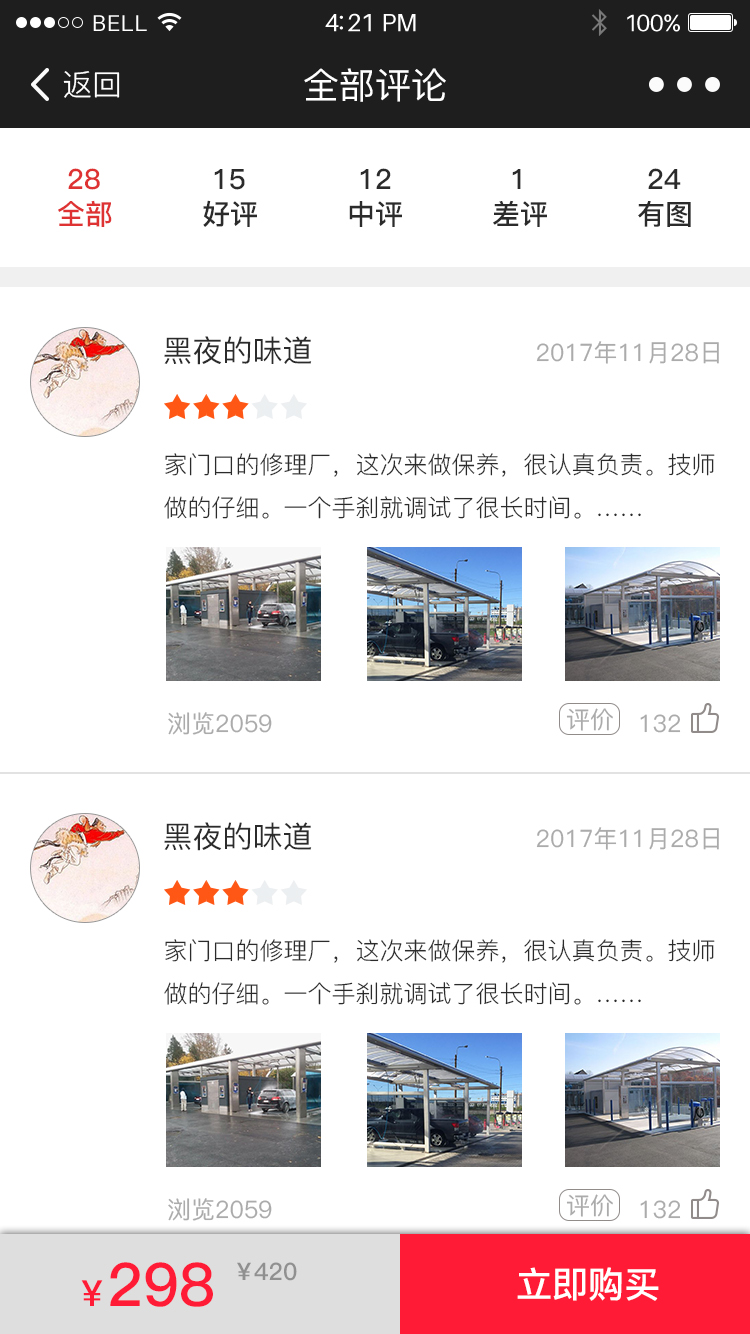 BELL 4:21 PM 100%
返回 全部评论
28 15 12 1 24
全部 好评 中评 差评 有图
黑夜的味道 2017年11月28日
家门口的修理厂，这次来做保养，很认真负责。技师
做的仔细。一个手刹就调试了很长时间。……
浏览2059 评价 132
黑夜的味道 2017年11月28日
家门口的修理厂，这次来做保养，很认真负责。技师
做的仔细。一个手刹就调试了很长时间。……
浏览2059 评价 132
¥298 ¥420 立即购买